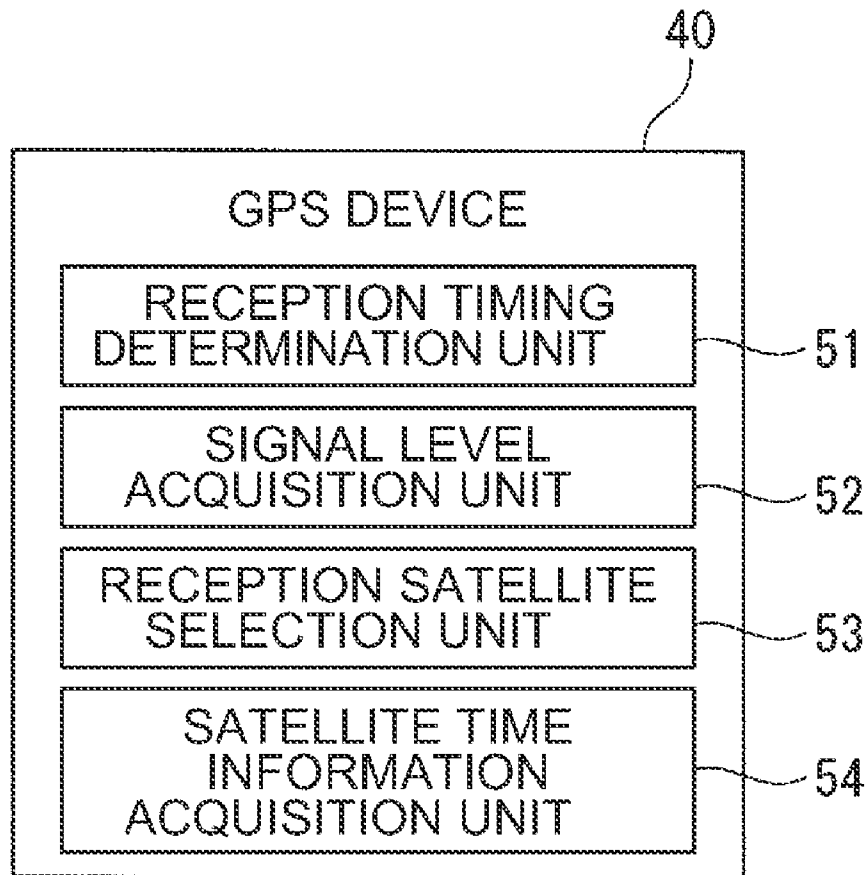 40
GPS DEVICE
RECEPTION TIMING
DETERMINATION UNIT
51
SIGNAL LEVEL
ACQUISITION UNIT
52
RECEPTION SATELLITE
SELECTION UNIT
53
SATELLITE TIME
INFORMATION
ACQUISITION UNIT
54